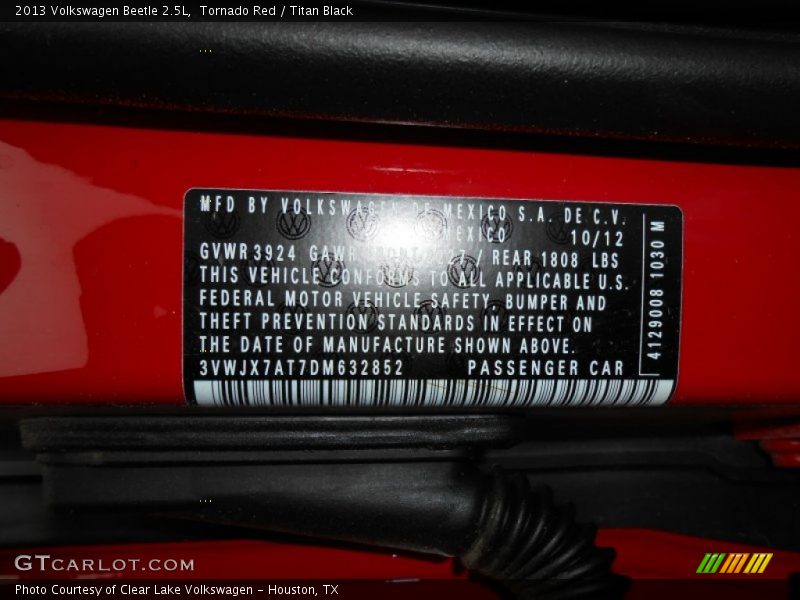 2013 Volkswagen Beetle 2.5L,  Tornado Red / Titan Black
MFD BY VOLKSWAGEN DE MEXICO S.A. DE C.V.
MEXICO 10/12
GVWR 3924 GAWR FRONT / REAR 1808 LBS
THIS VEHICLE CONFORMS TO ALL APPLICABLE U.S.
FEDERAL MOTOR VEHICLE SAFETY, BUMPER AND
THEFT PREVENTION STANDARDS IN EFFECT ON
THE DATE OF MANUFACTURE SHOWN ABOVE.
3VWJX7AT7DM632852 PASSENGER CAR
4129008 1030 M
GTCARLOT.COM
Photo Courtesy of Clear Lake Volkswagen - Houston, TX